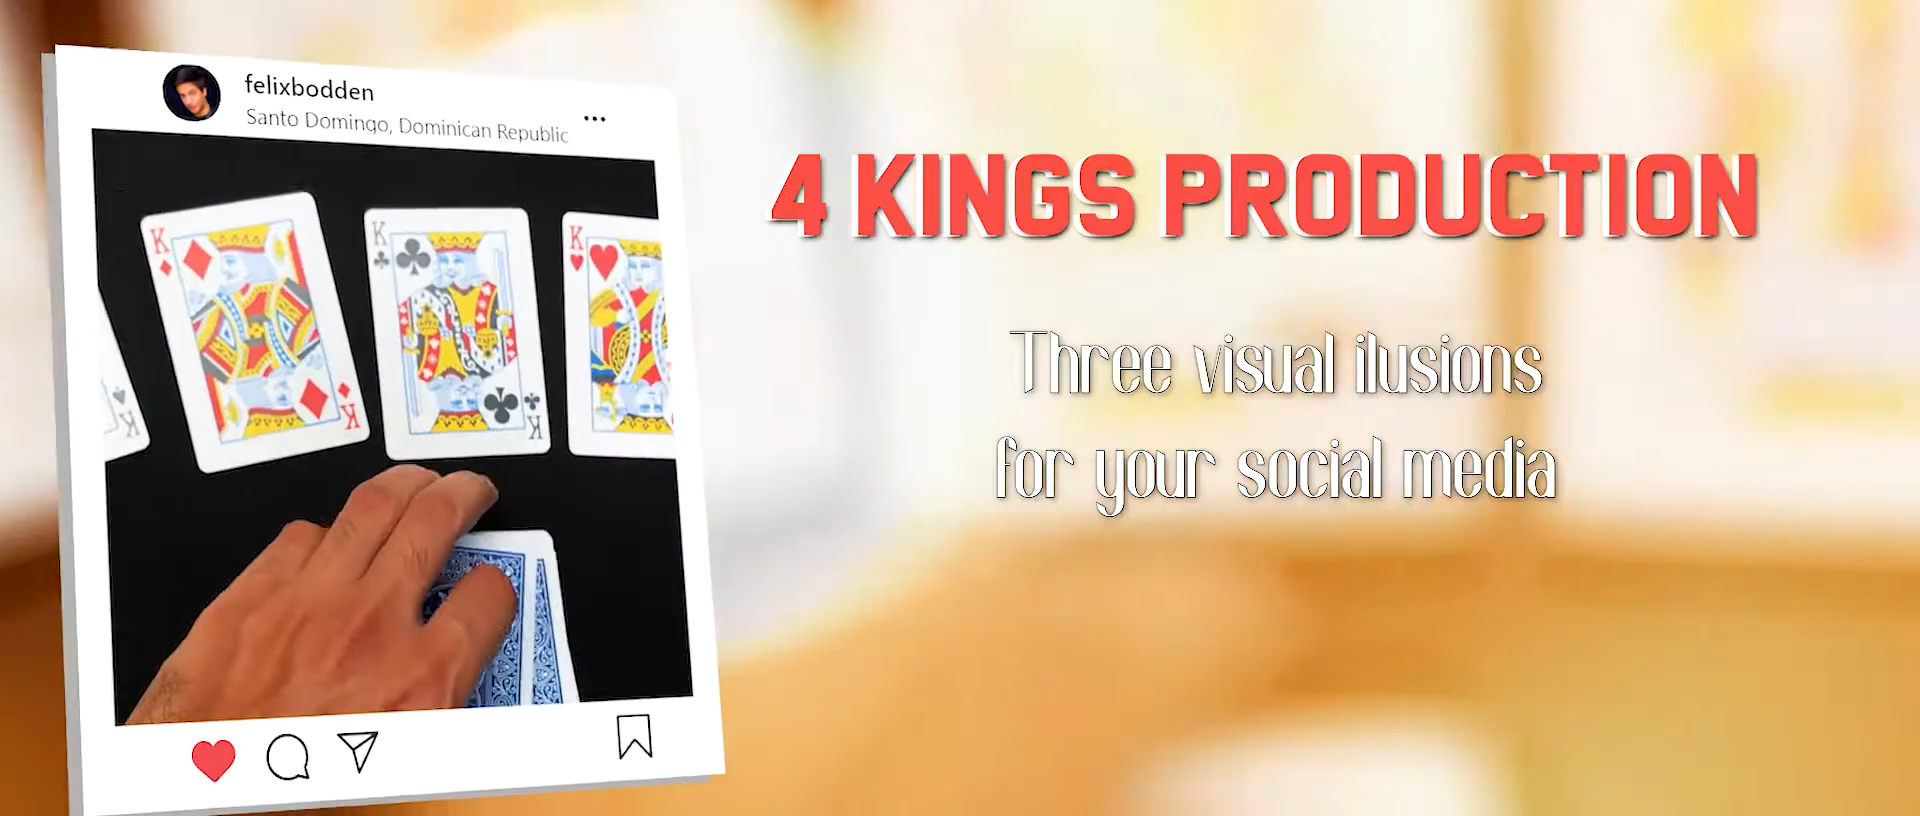 felixbodden
Santo Domingo, Dominican Republic
K
K
K
K
K
K
4 KINGS PRODUCTION
Three visual ilusions
for your social media